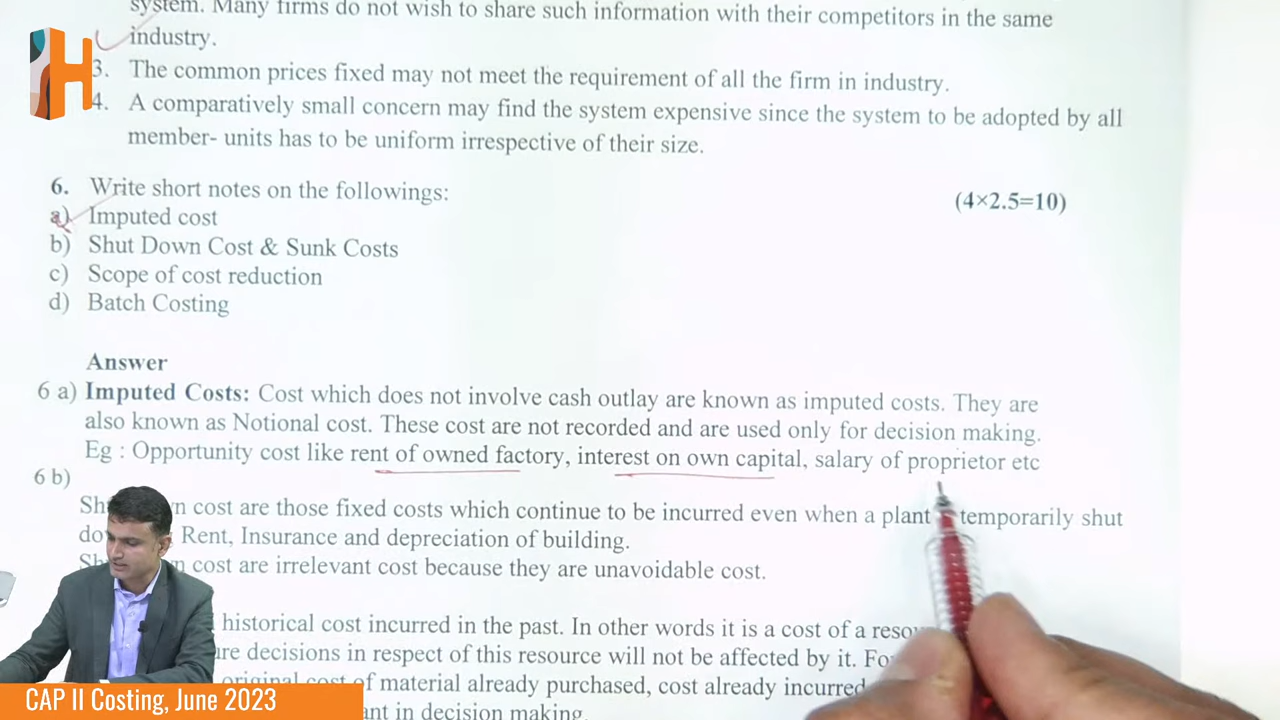 system. Many firms do not wish to share such information with their competitors in the same
industry.
3. The common prices fixed may not meet the requirement of all the firm in industry.
4. A comparatively small concern may find the system expensive since the system to be adopted by all
member- units has to be uniform irrespective of their size.
6. Write short notes on the followings: (4×2.5=10)
a) Imputed cost
b) Shut Down Cost & Sunk Costs
c) Scope of cost reduction
d) Batch Costing
Answer
6 a) Imputed Costs: Cost which does not involve cash outlay are known as imputed costs. They are
also known as Notional cost. These cost are not recorded and are used only for decision making.
Eg : Opportunity cost like rent of owned factory, interest on own capital, salary of proprietor etc
6 b)
cost are those fixed costs which continue to be incurred even when a plant temporarily shut
Rent, Insurance and depreciation of building.
cost are irrelevant cost because they are unavoidable cost.
historical cost incurred in the past. In other words it is a cost of a
decisions in respect of this resource will not be affected by it.
original cost of material already purchased, cost already incurred
in decision making.
H
CAP II Costing, June 2023